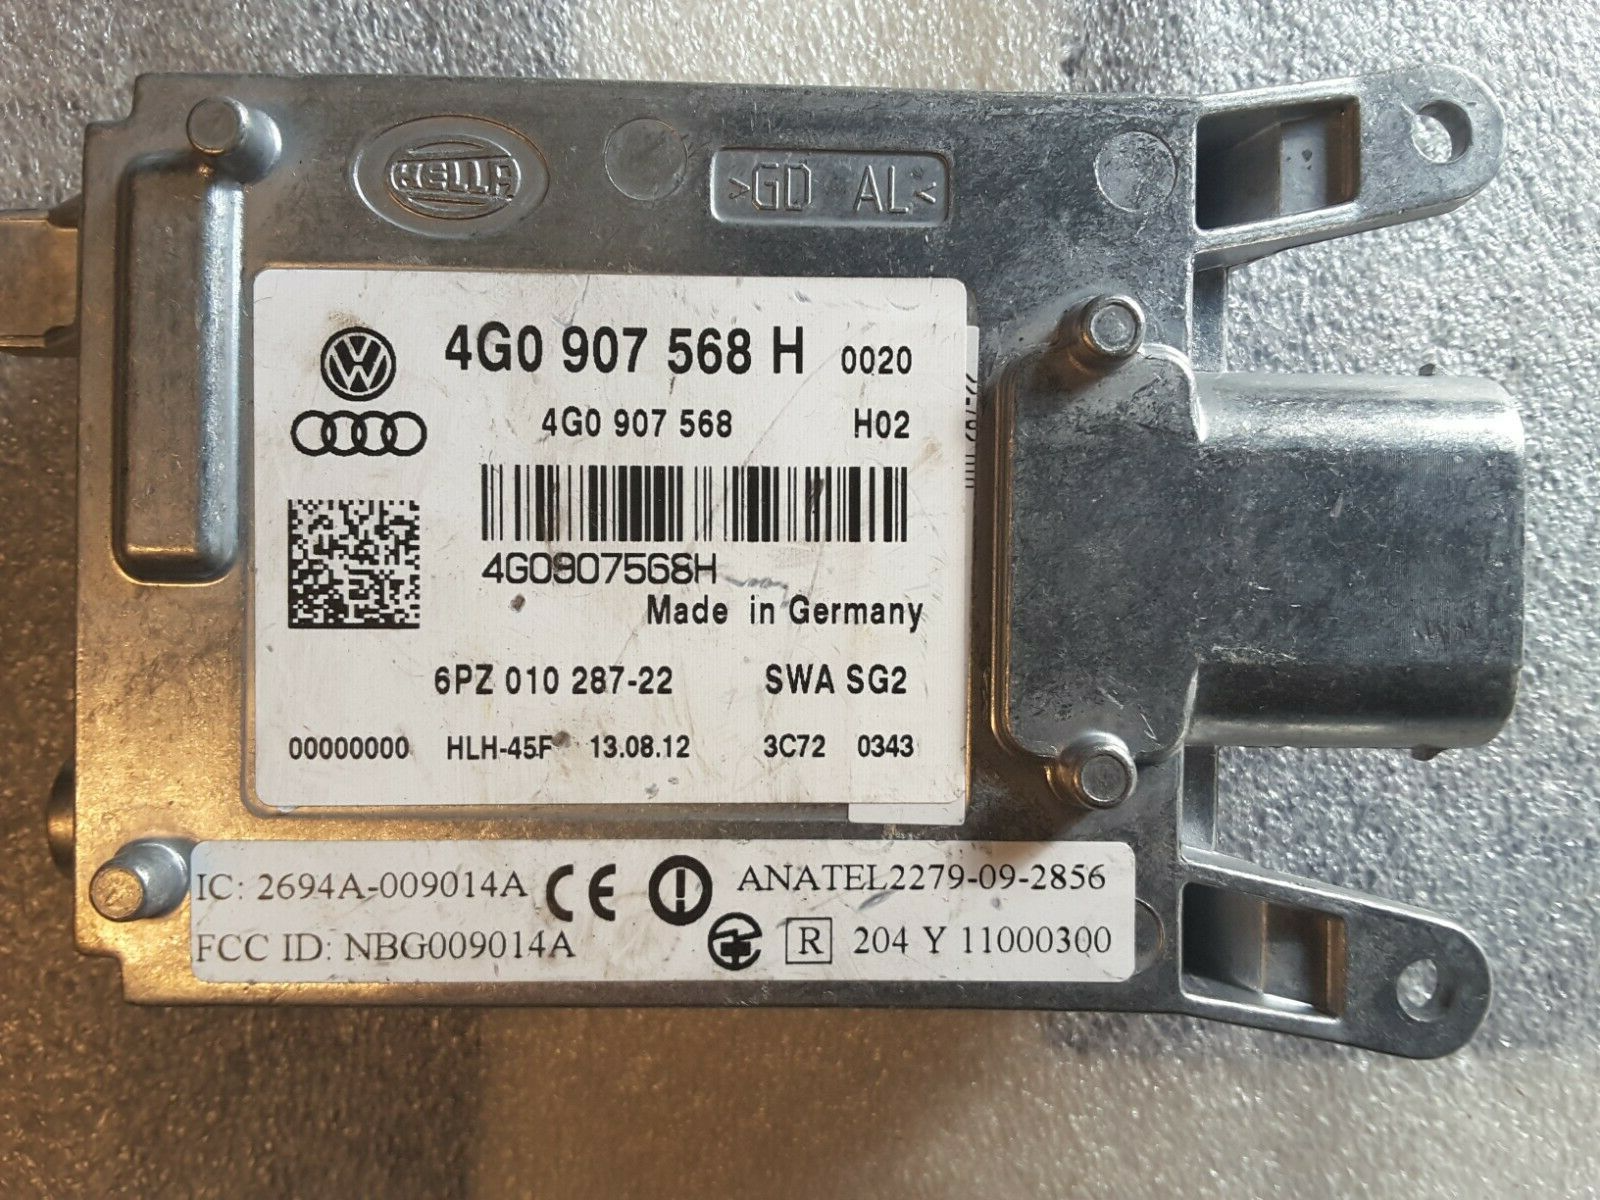 HELLA
>GD AL<
4G0 907 568 H 0020
4G0 907 568 H02
4G0907568H
Made in Germany
6PZ 010 287-22 SWA SG2
00000000 HLH-45F 13.08.12 3C72 0343
IC: 2694A-009014A CE ANATEL2279-09-2856
FCC ID: NBG009014A R 204 Y 11000300